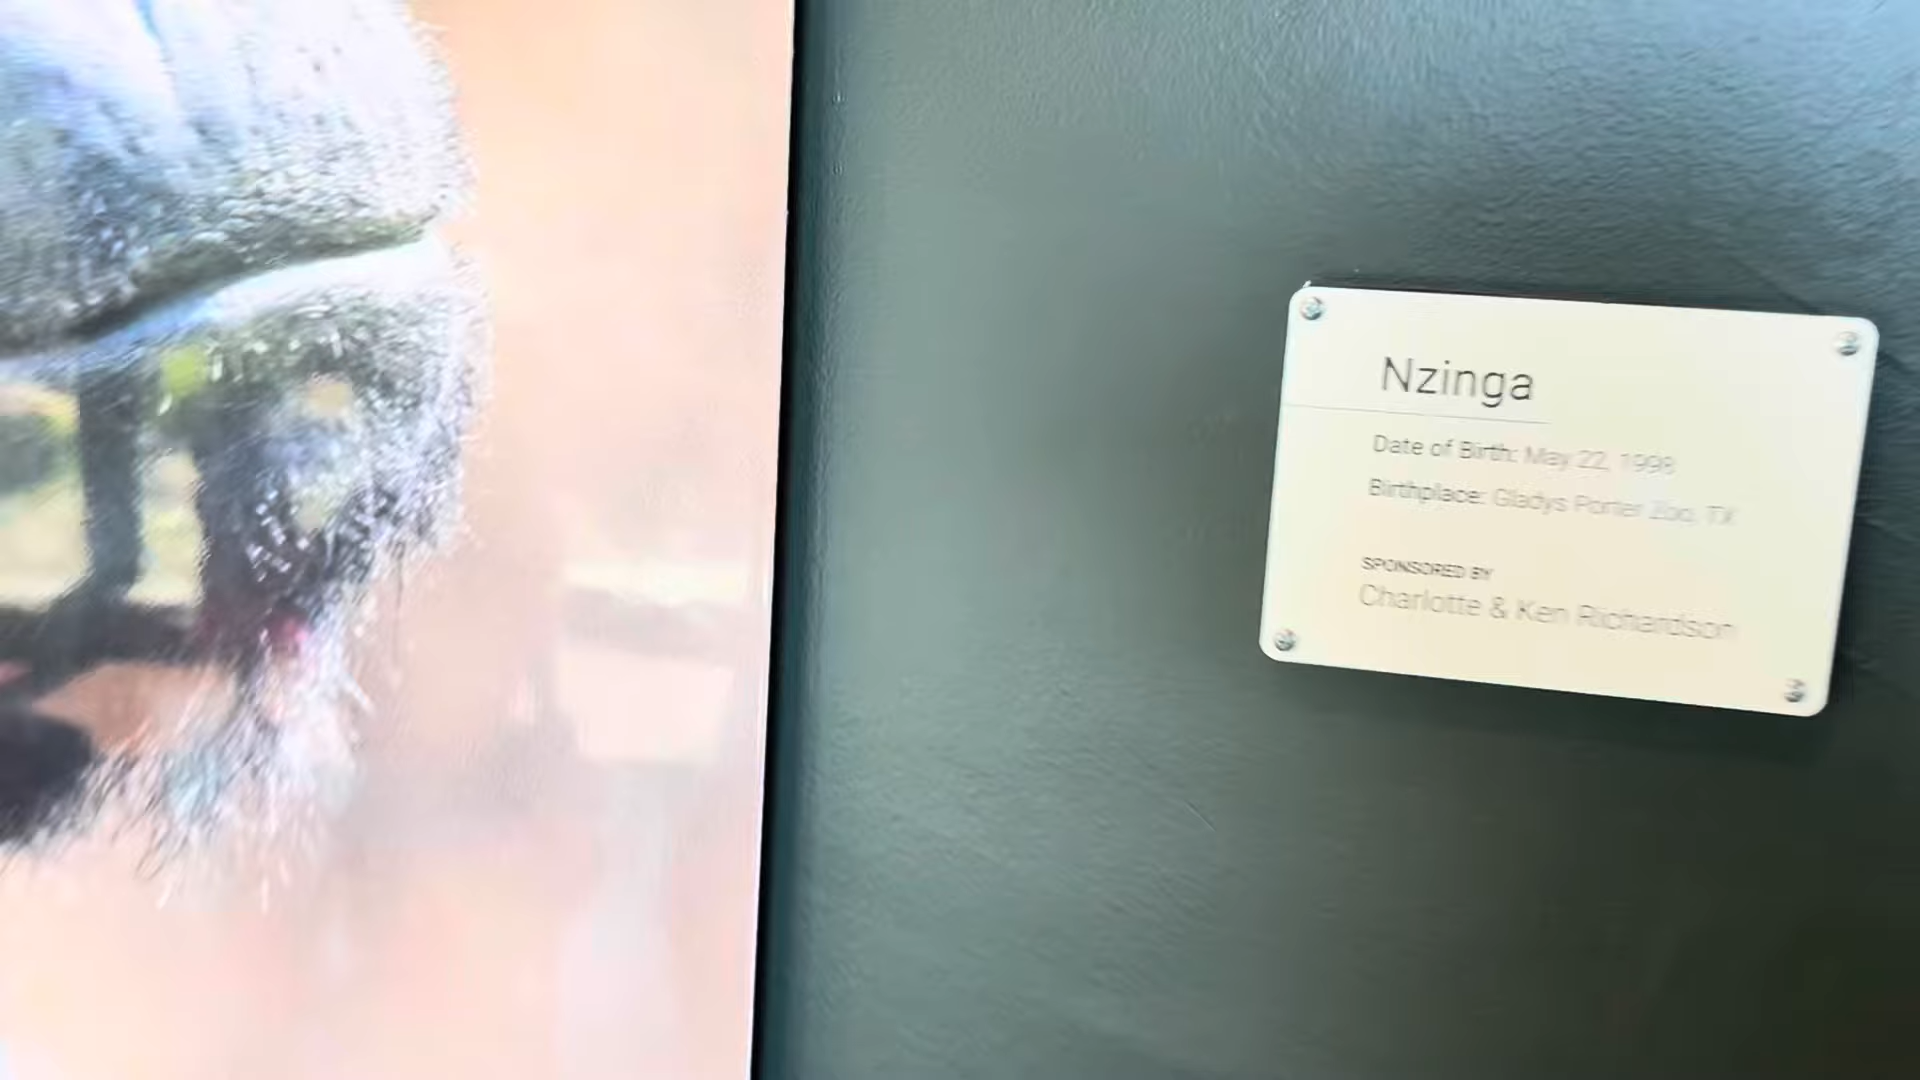 Nzinga
Date of Birth: May 22, 1998
Birthplace: Gladys Porter Zoo, TX
SPONSORED BY
Charlotte & Ken Richardson